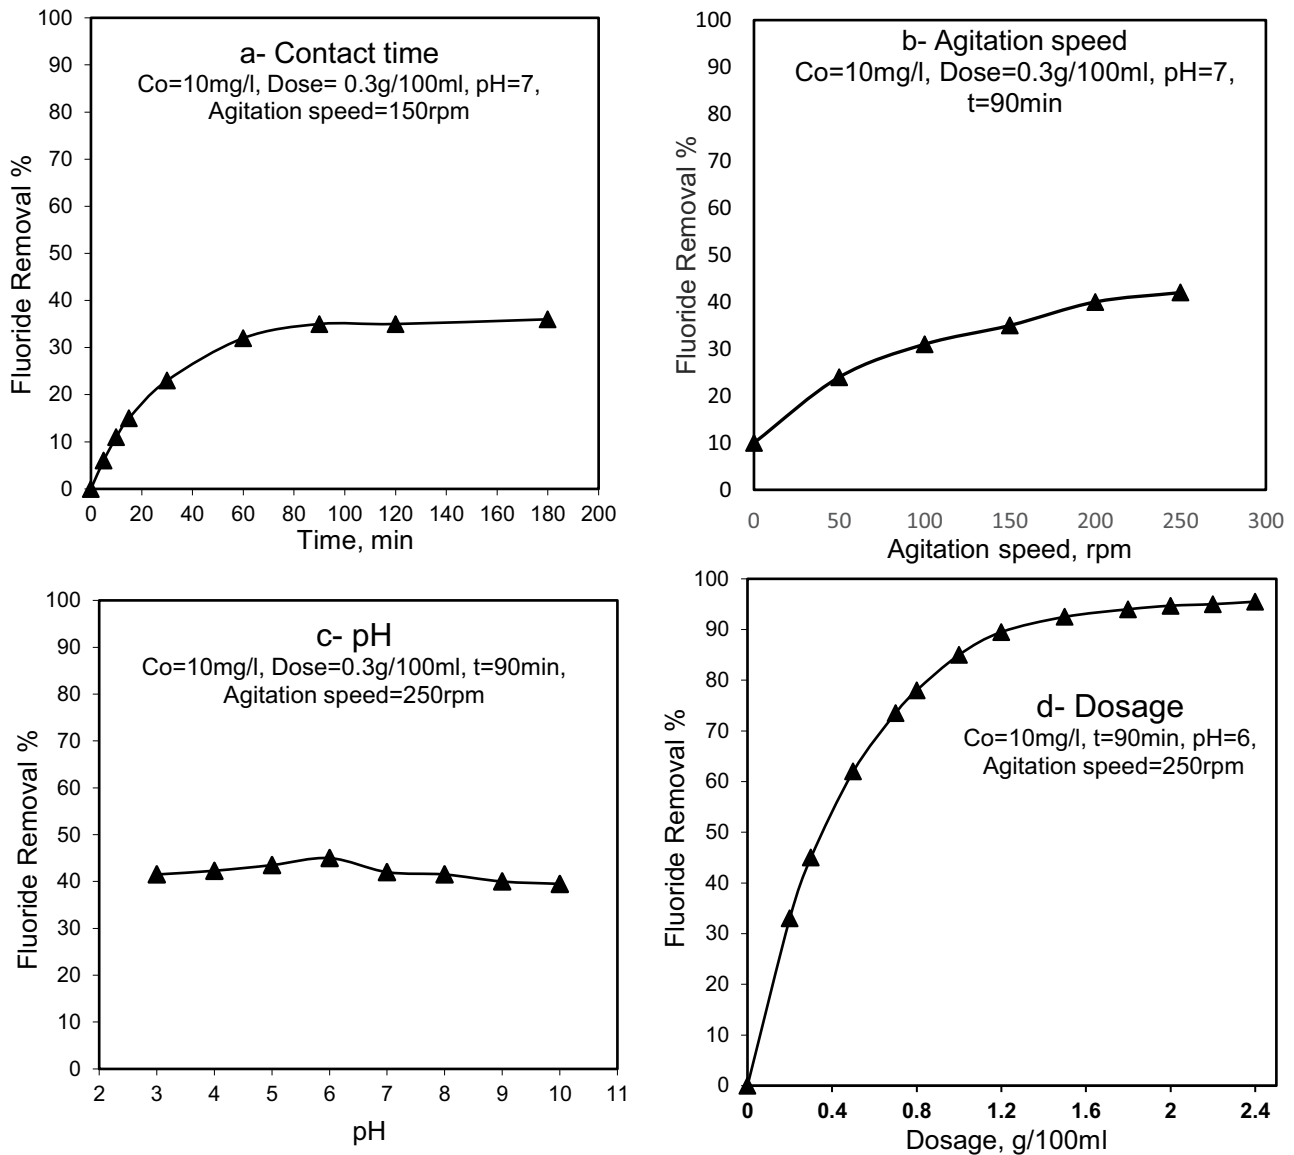 a- Contact time
Co=10mg/l, Dose= 0.3g/100ml, pH=7,
Agitation speed=150rpm
Fluoride Removal %
100
90
80
70
60
50
40
30
20
10
0
0 20 40 60 80 100 120 140 160 180 200
Time, min
b- Agitation speed
Co=10mg/l, Dose=0.3g/100ml, pH=7,
t=90min
Fluoride Removal %
100
90
80
70
60
50
40
30
20
10
0
0 50 100 150 200 250 300
Agitation speed, rpm
c- pH
Co=10mg/l, Dose=0.3g/100ml, t=90min,
Agitation speed=250rpm
Fluoride Removal %
100
90
80
70
60
50
40
30
20
10
0
2 3 4 5 6 7 8 9 10 11
pH
d- Dosage
Co=10mg/l, t=90min, pH=6,
Agitation speed=250rpm
Fluoride Removal %
100
90
80
70
60
50
40
30
20
10
0
0 0.4 0.8 1.2 1.6 2 2.4
Dosage, g/100ml